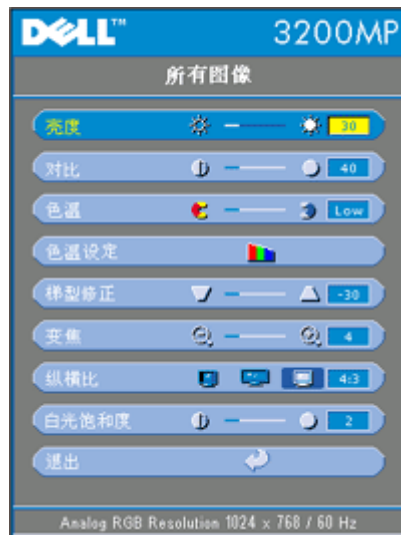 DELL™ 3200MP
所有图像
亮度 30
对比 40
色温 Low
色温设定
梯型修正 -30
变焦 4
纵横比 4:3
白光饱和度 2
退出
Analog RGB Resolution 1024 x 768 / 60 Hz